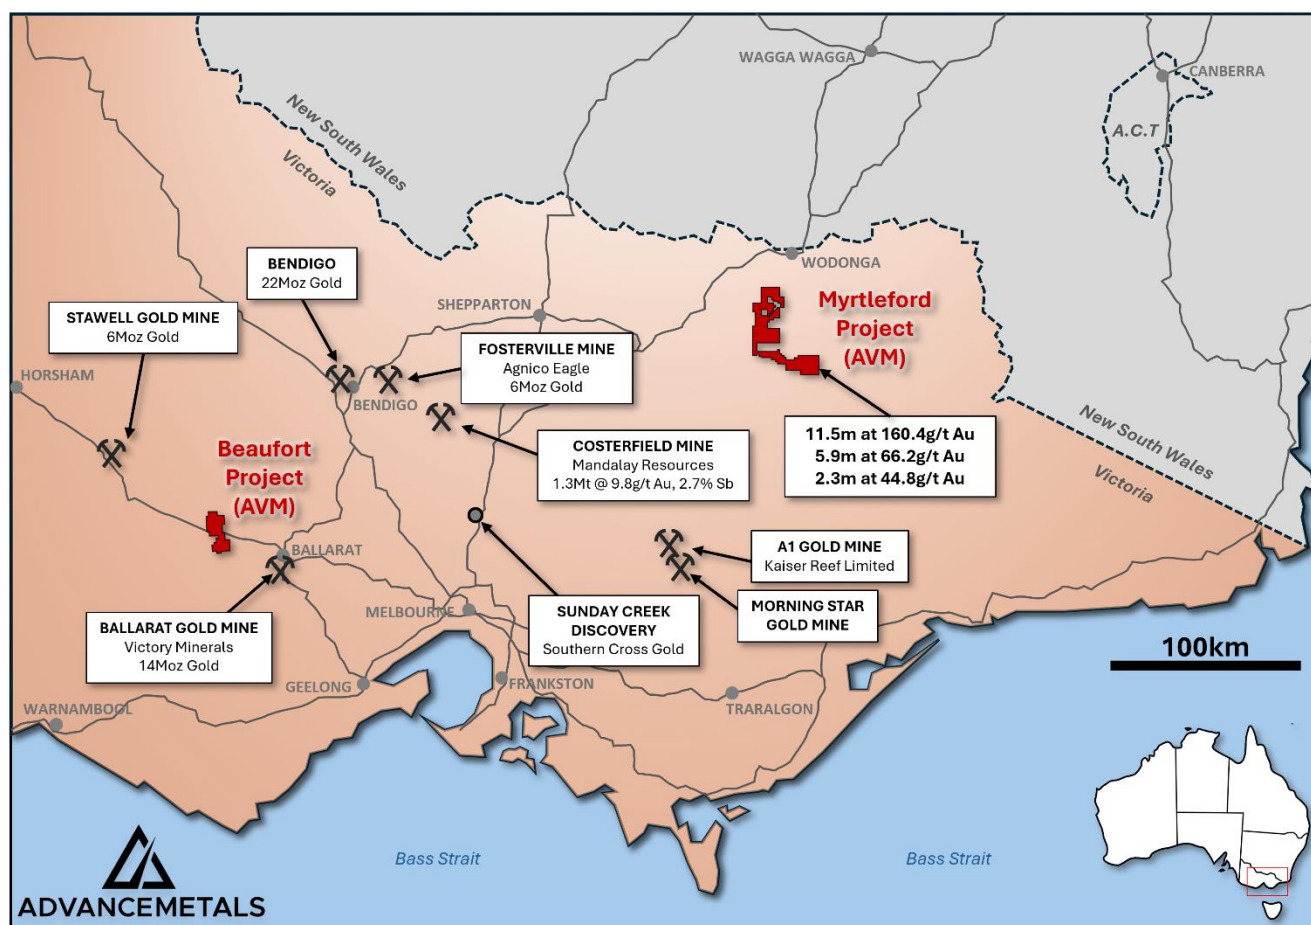 WAGGA WAGGA
CANBERRA
A.C.T
New South Wales
Victoria
WODONGA
BENDIGO
22Moz Gold
SHEPPARTON
Myrtleford
Project
(AVM)
STAWELL GOLD MINE
6Moz Gold
FOSTERVILLE MINE
Agnico Eagle
6Moz Gold
HORSHAM
BENDIGO
COSTERFIELD MINE
Mandalay Resources
1.3Mt @ 9.8g/t Au, 2.7% Sb
11.5m at 160.4g/t Au
5.9m at 66.2g/t Au
2.3m at 44.8g/t Au
New South Wales
Victoria
Beaufort
Project
(AVM)
BALLARAT
A1 GOLD MINE
Kaiser Reef Limited
MELBOURNE
SUNDAY CREEK
DISCOVERY
Southern Cross Gold
MORNING STAR
GOLD MINE
BALLARAT GOLD MINE
Victory Minerals
14Moz Gold
100km
GEELONG
FRANKSTON
TRARALGON
WARNAMBOOL
Bass Strait
Bass Strait
ADVANCEMETALS